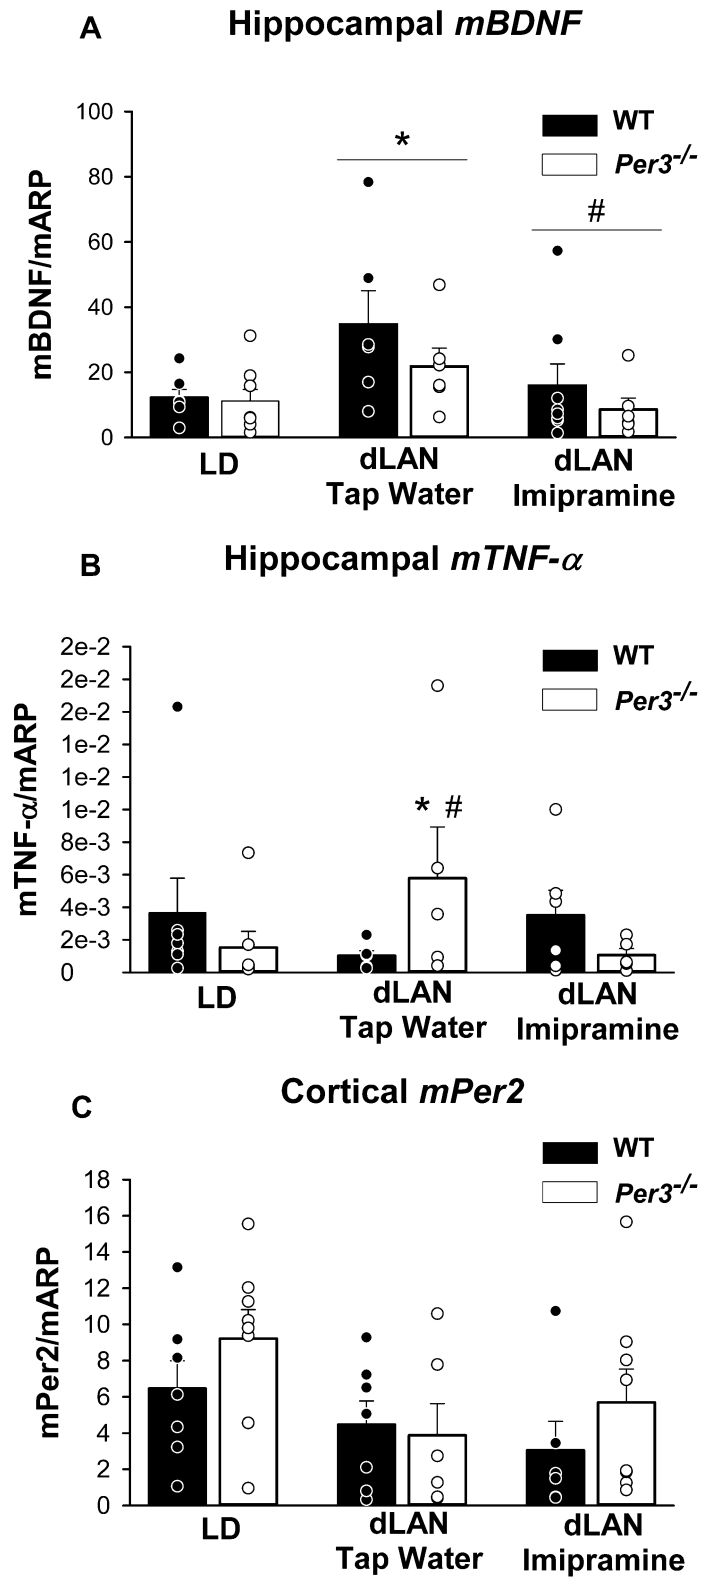 A
Hippocampal mBDNF
mBDNF/mARP
100
80
60
40
20
0
WT
Per3-/-
*
#
LD
dLAN
Tap Water
dLAN
Imipramine
B
Hippocampal mTNF-α
mTNF-α/mARP
2e-2
2e-2
2e-2
1e-2
1e-2
1e-2
8e-3
6e-3
4e-3
2e-3
0
WT
Per3-/-
* #
LD
dLAN
Tap Water
dLAN
Imipramine
C
Cortical mPer2
mPer2/mARP
18
16
14
12
10
8
6
4
2
0
WT
Per3-/-
LD
dLAN
Tap Water
dLAN
Imipramine